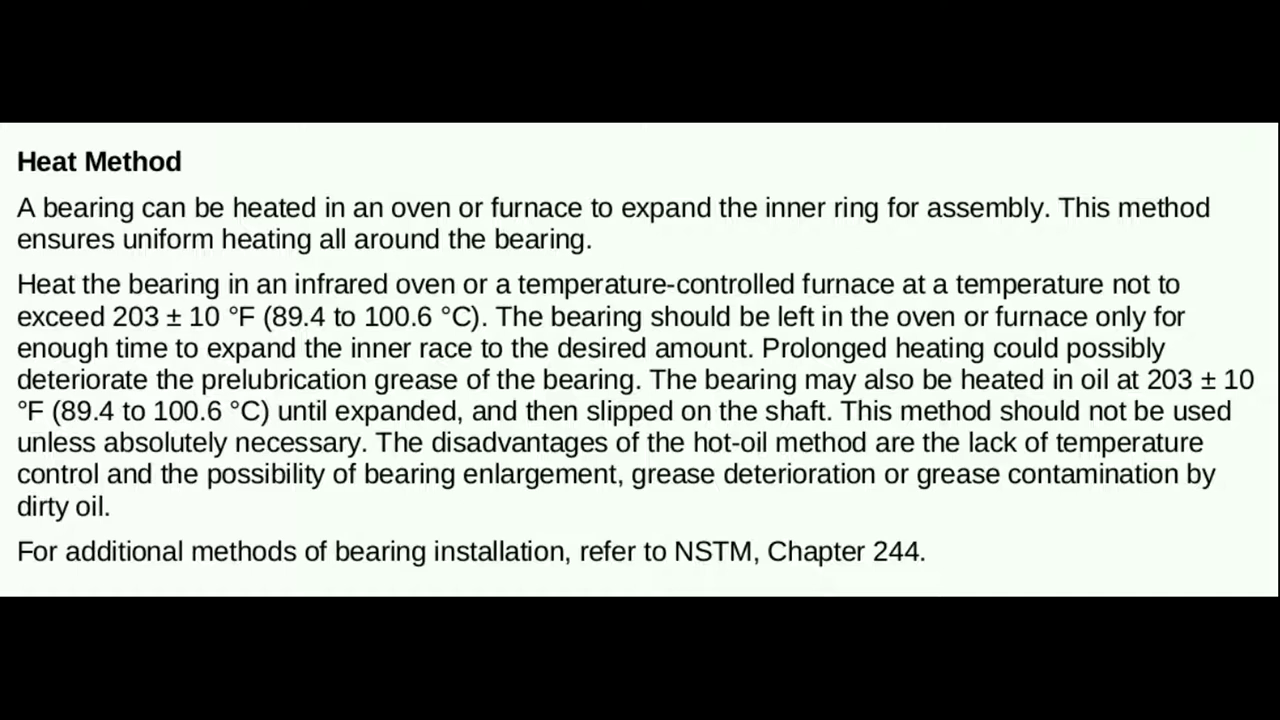 Heat Method
A bearing can be heated in an oven or furnace to expand the inner ring for assembly. This method
ensures uniform heating all around the bearing.
Heat the bearing in an infrared oven or a temperature-controlled furnace at a temperature not to
exceed 203 ± 10 °F (89.4 to 100.6 °C). The bearing should be left in the oven or furnace only for
enough time to expand the inner race to the desired amount. Prolonged heating could possibly
deteriorate the prelubrication grease of the bearing. The bearing may also be heated in oil at 203 ± 10
°F (89.4 to 100.6 °C) until expanded, and then slipped on the shaft. This method should not be used
unless absolutely necessary. The disadvantages of the hot-oil method are the lack of temperature
control and the possibility of bearing enlargement, grease deterioration or grease contamination by
dirty oil.
For additional methods of bearing installation, refer to NSTM, Chapter 244.